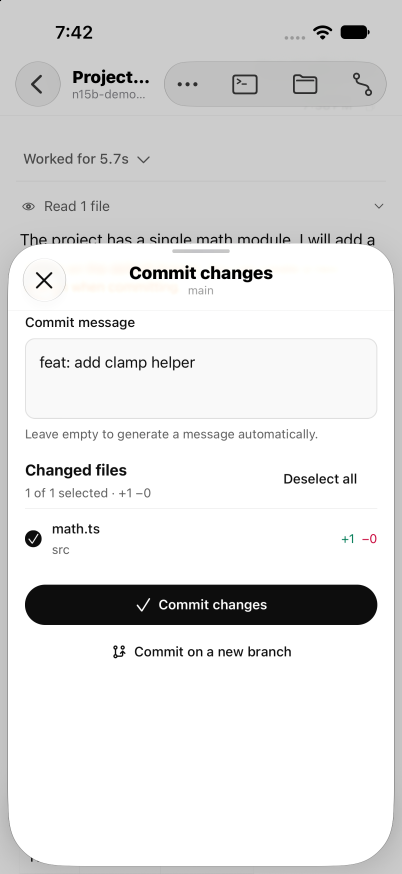 7:42
Project...
n15b-demo...
Worked for 5.7s
Read 1 file
The project has a single math module. I will add a
Commit changes
main
Commit message
feat: add clamp helper
Leave empty to generate a message automatically.
Changed files
Deselect all
1 of 1 selected · +1 −0
math.ts
src
+1 −0
Commit changes
Commit on a new branch